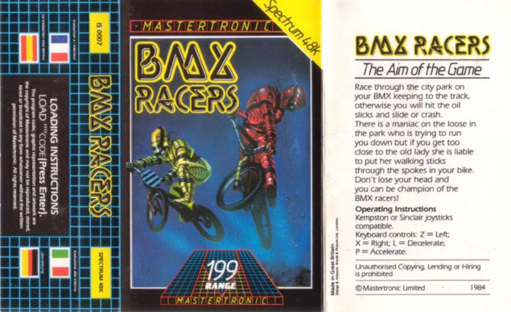 IS 0007
BMX RACERS
SPECTRUM 48K
LOADING INSTRUCTIONS
LOAD ""CODE (Press Enter).
MASTERTRONIC
Spectrum 48k
BMX
RACERS
199
RANGE
MASTERTRONIC
BMX RACERS
The Aim of the Game
Race through the city park on
your BMX keeping to the track,
otherwise you will hit the oil
slicks and slide or crash.
There is a maniac on the loose in
the park who is trying to run
you down but if you get too
close to the old lady she is liable
to put her walking sticks
through the spokes in your bike.
Don't lose your head and
you can be champion of the
BMX racers!
Operating Instructions
Kempston or Sinclair joysticks
compatible.
Keyboard controls: Z = Left;
X = Right; L = Decelerate;
P = Accelerate.
Unauthorised Copying, Lending or Hiring
is prohibited
© Mastertronic Limited 1984
Made in Great Britain